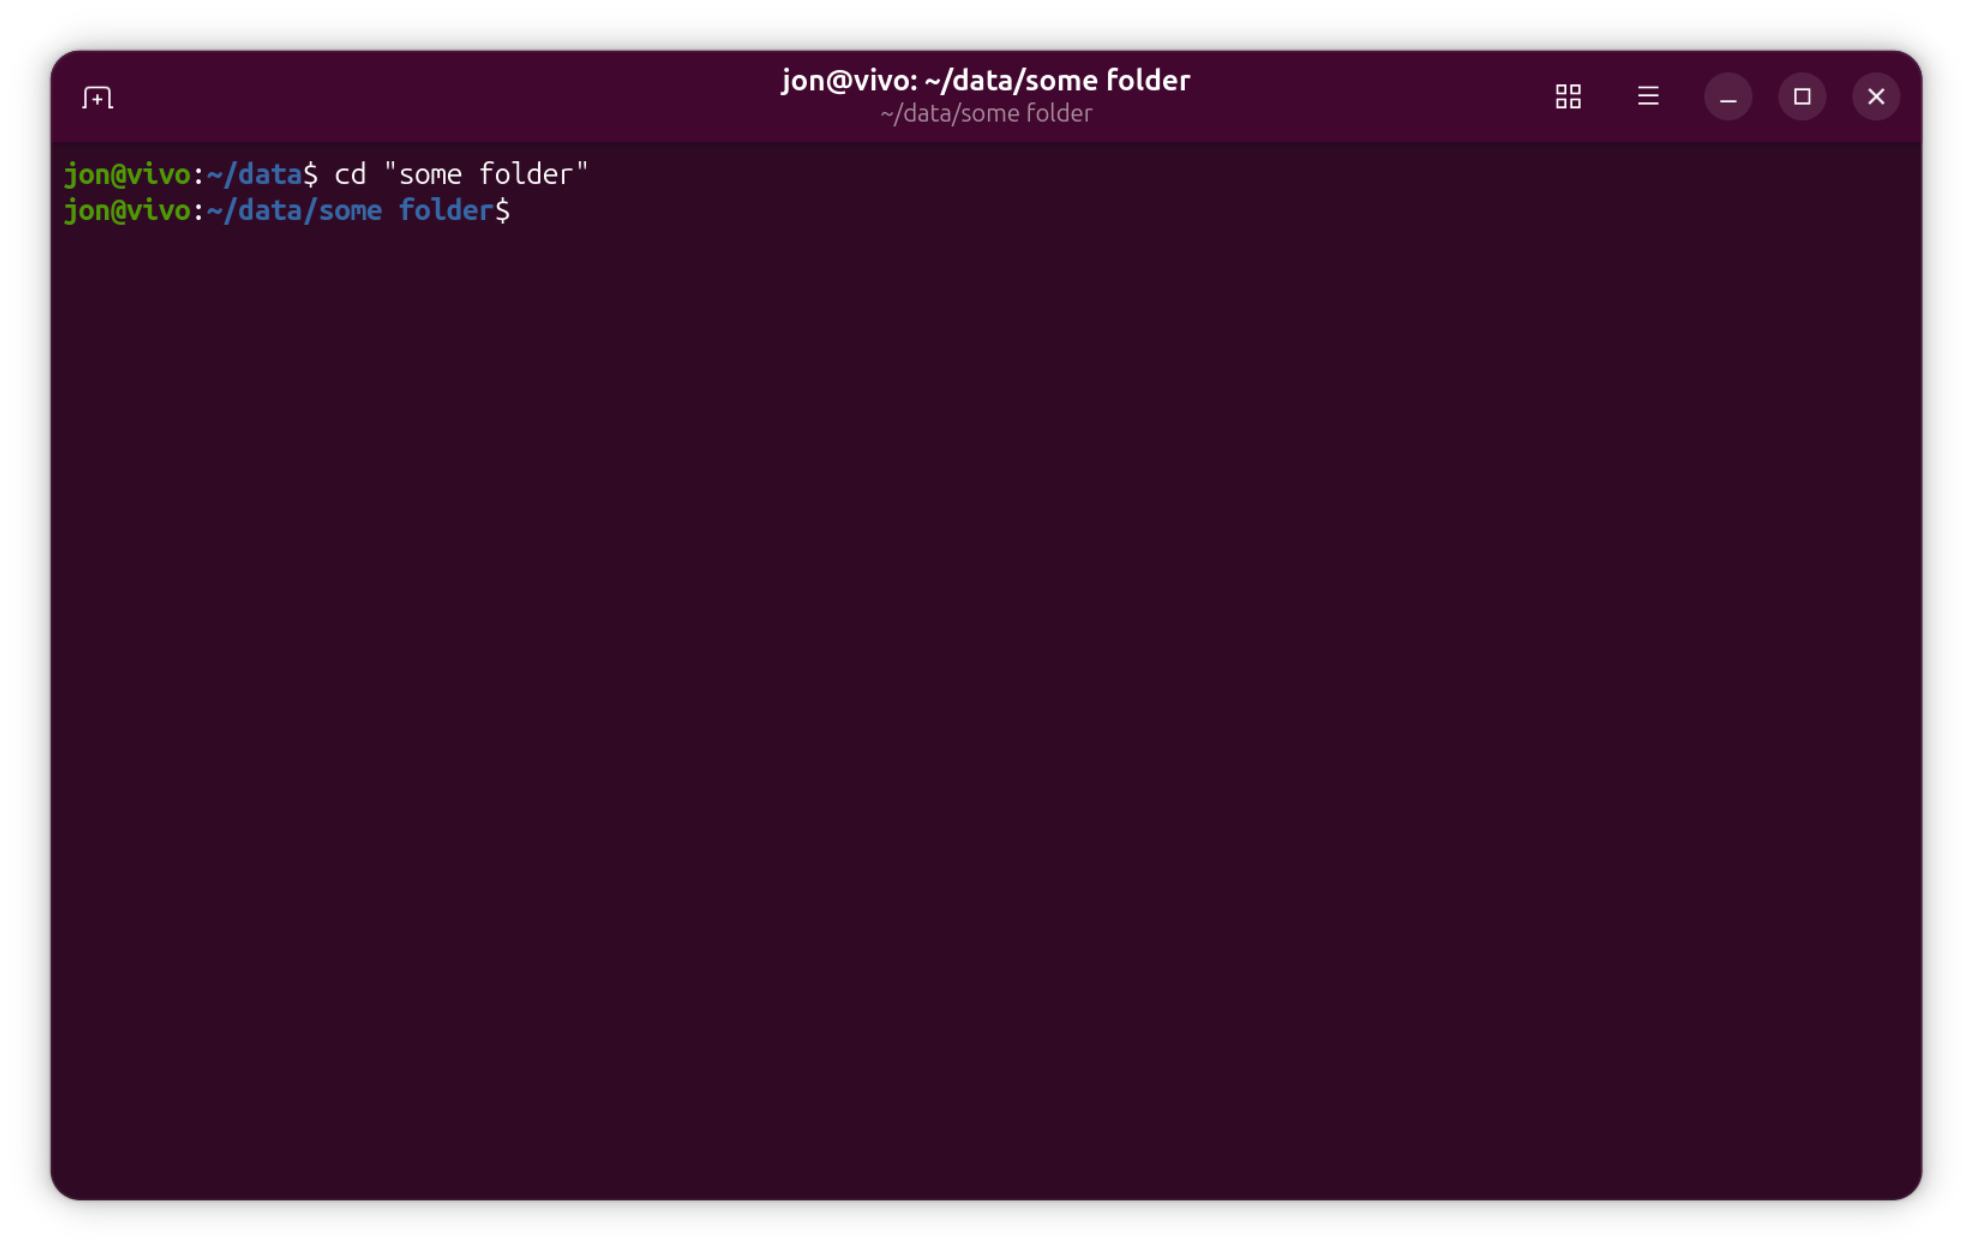 jon@vivo: ~/data/some folder
~/data/some folder
jon@vivo:~/data$ cd "some folder"
jon@vivo:~/data/some folder$